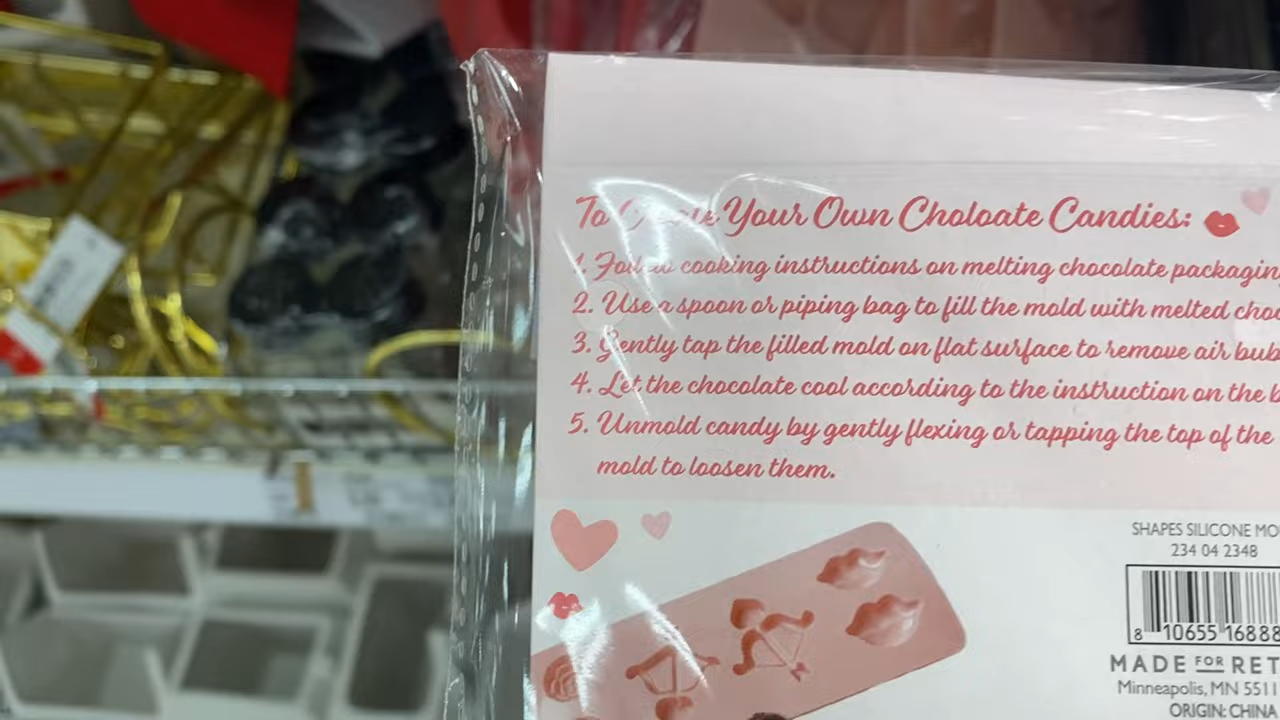 To Create Your Own Choloate Candies:
1. Follow cooking instructions on melting chocolate packagin
2. Use a spoon or piping bag to fill the mold with melted choc
3. Gently tap the filled mold on flat surface to remove air bub
4. Let the chocolate cool according to the instruction on the b
5. Unmold candy by gently flexing or tapping the top of the
mold to loosen them.
SHAPES SILICONE MO
234 04 2348
8 10655 16888
MADE FOR RET
Minneapolis, MN 5511
ORIGIN: CHINA